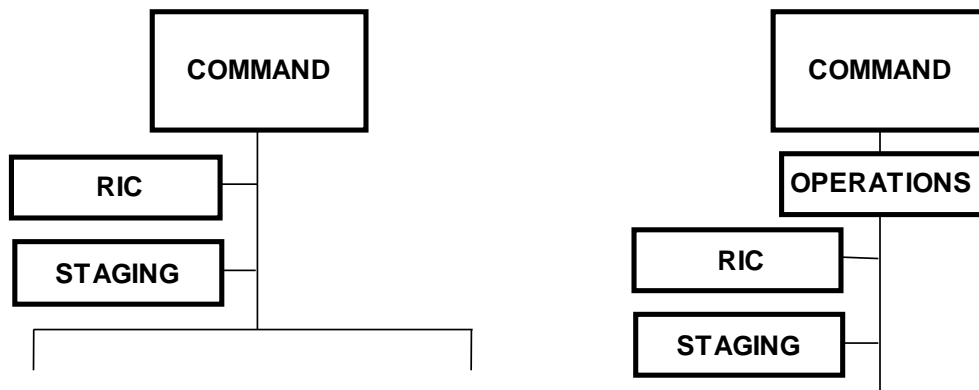 COMMAND
RIC
STAGING
COMMAND
OPERATIONS
RIC
STAGING